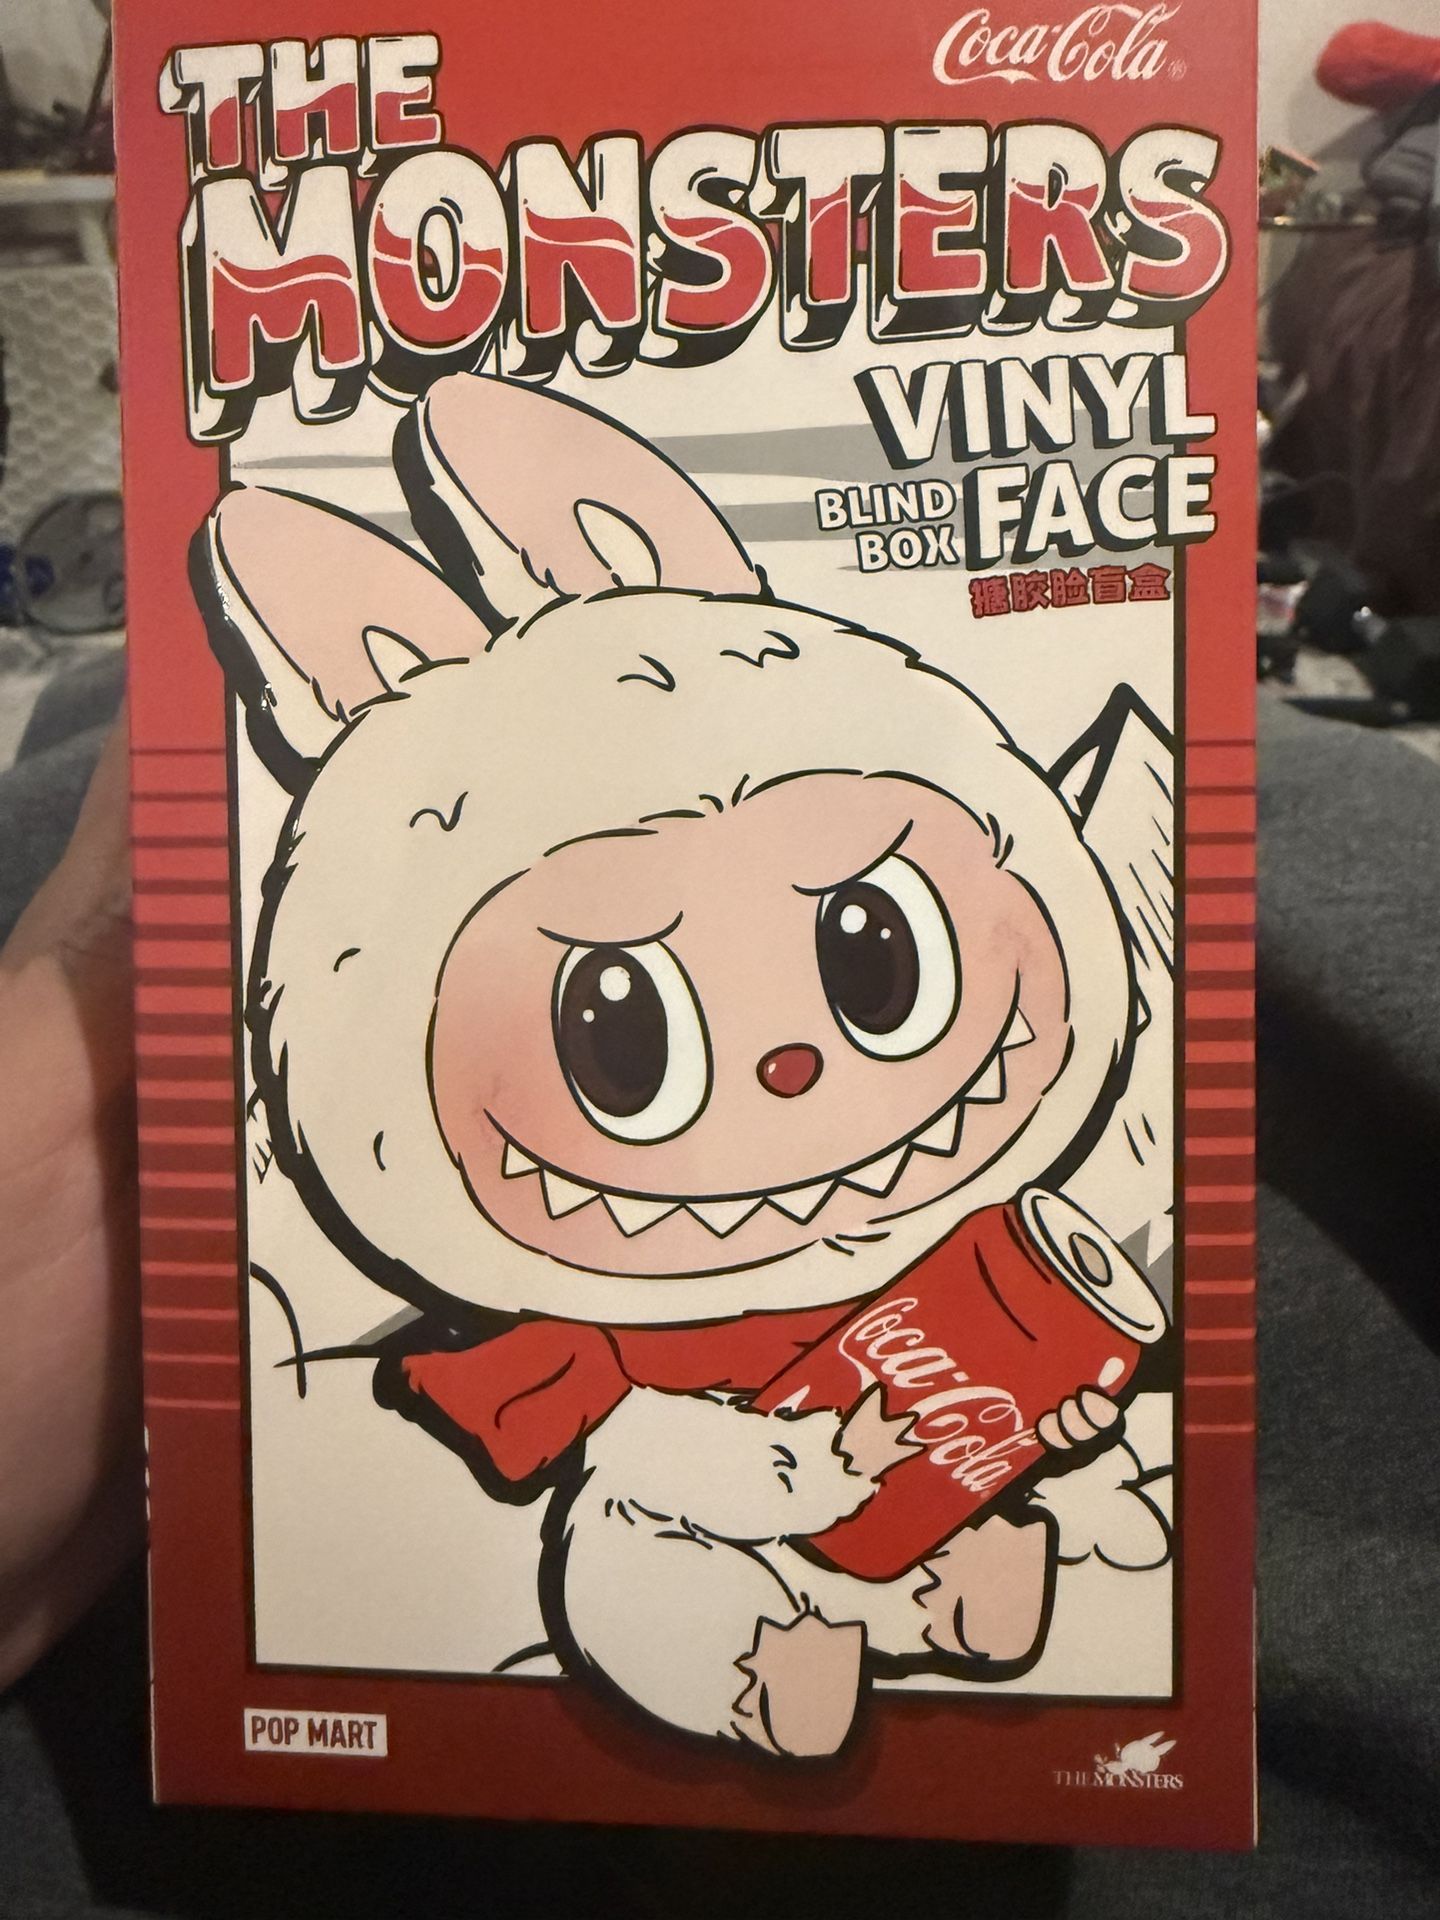 Coca-Cola
THE
MONSTERS
VINYL
BLIND
BOX
FACE
搪胶脸盲盒
Coca-Cola
POP MART
THE MONSTERS